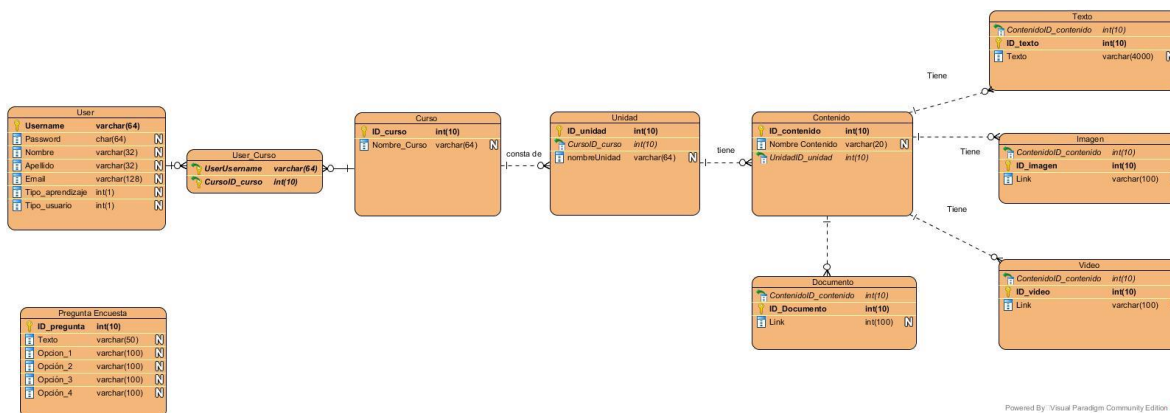 User
Username varchar(64)
Password char(64) N
Nombre varchar(32) N
Apellido varchar(32) N
Email varchar(128) N
Tipo_aprendizaje int(1) N
Tipo_usuario int(1) N
User_Curso
UserUsername varchar(64)
CursoID_curso int(10)
Curso
ID_curso int(10)
Nombre_Curso varchar(64) N
consta de
Unidad
ID_unidad int(10)
CursoID_curso int(10)
nombreUnidad varchar(64) N
tiene
Contenido
ID_contenido int(10)
Nombre Contenido varchar(20) N
UnidadID_unidad int(10)
Tiene
Texto
ContenidoID_contenido int(10)
ID_texto int(10)
Texto varchar(4000) N
Tiene
Imagen
ContenidoID_contenido int(10)
ID_imagen int(10)
Link varchar(100)
Tiene
Video
ContenidoID_contenido int(10)
ID_video int(10)
Link varchar(100)
Documento
ContenidoID_contenido int(10)
ID_Documento int(10)
Link int(100) N
Pregunta Encuesta
ID_pregunta int(10)
Texto varchar(50) N
Opcion_1 varchar(100) N
Opción_2 varchar(100) N
Opción_3 varchar(100) N
Opción_4 varchar(100) N
Powered By Visual Paradigm Community Edition